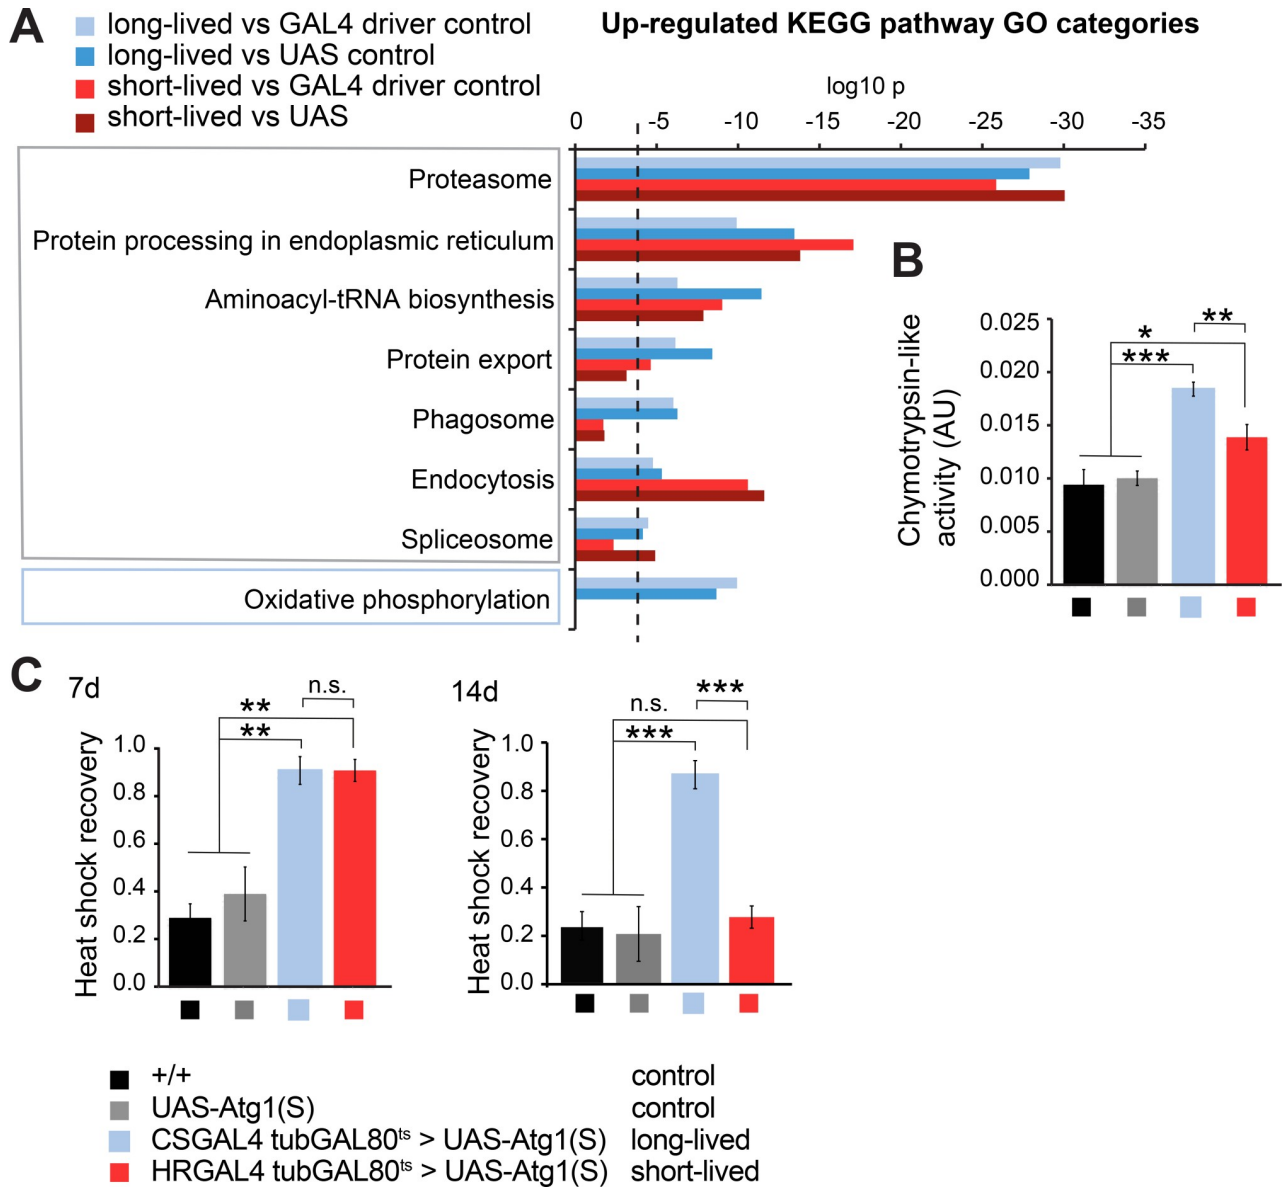 A
long-lived vs GAL4 driver control
long-lived vs UAS control
short-lived vs GAL4 driver control
short-lived vs UAS
Up-regulated KEGG pathway GO categories
log10 p
0 -5 -10 -15 -20 -25 -30 -35
Proteasome
Protein processing in endoplasmic reticulum
Aminoacyl-tRNA biosynthesis
Protein export
Phagosome
Endocytosis
Spliceosome
Oxidative phosphorylation
B
Chymotrypsin-like
activity (AU)
0.025
0.020
0.015
0.010
0.005
0.000
**
*
***
C
7d
Heat shock recovery
1.0
0.8
0.6
0.4
0.2
0.0
n.s.
**
**
14d
Heat shock recovery
1.0
0.8
0.6
0.4
0.2
0.0
***
n.s.
***
+/+ control
UAS-Atg1(S) control
CSGAL4 tubGAL80ts > UAS-Atg1(S) long-lived
HRGAL4 tubGAL80ts > UAS-Atg1(S) short-lived